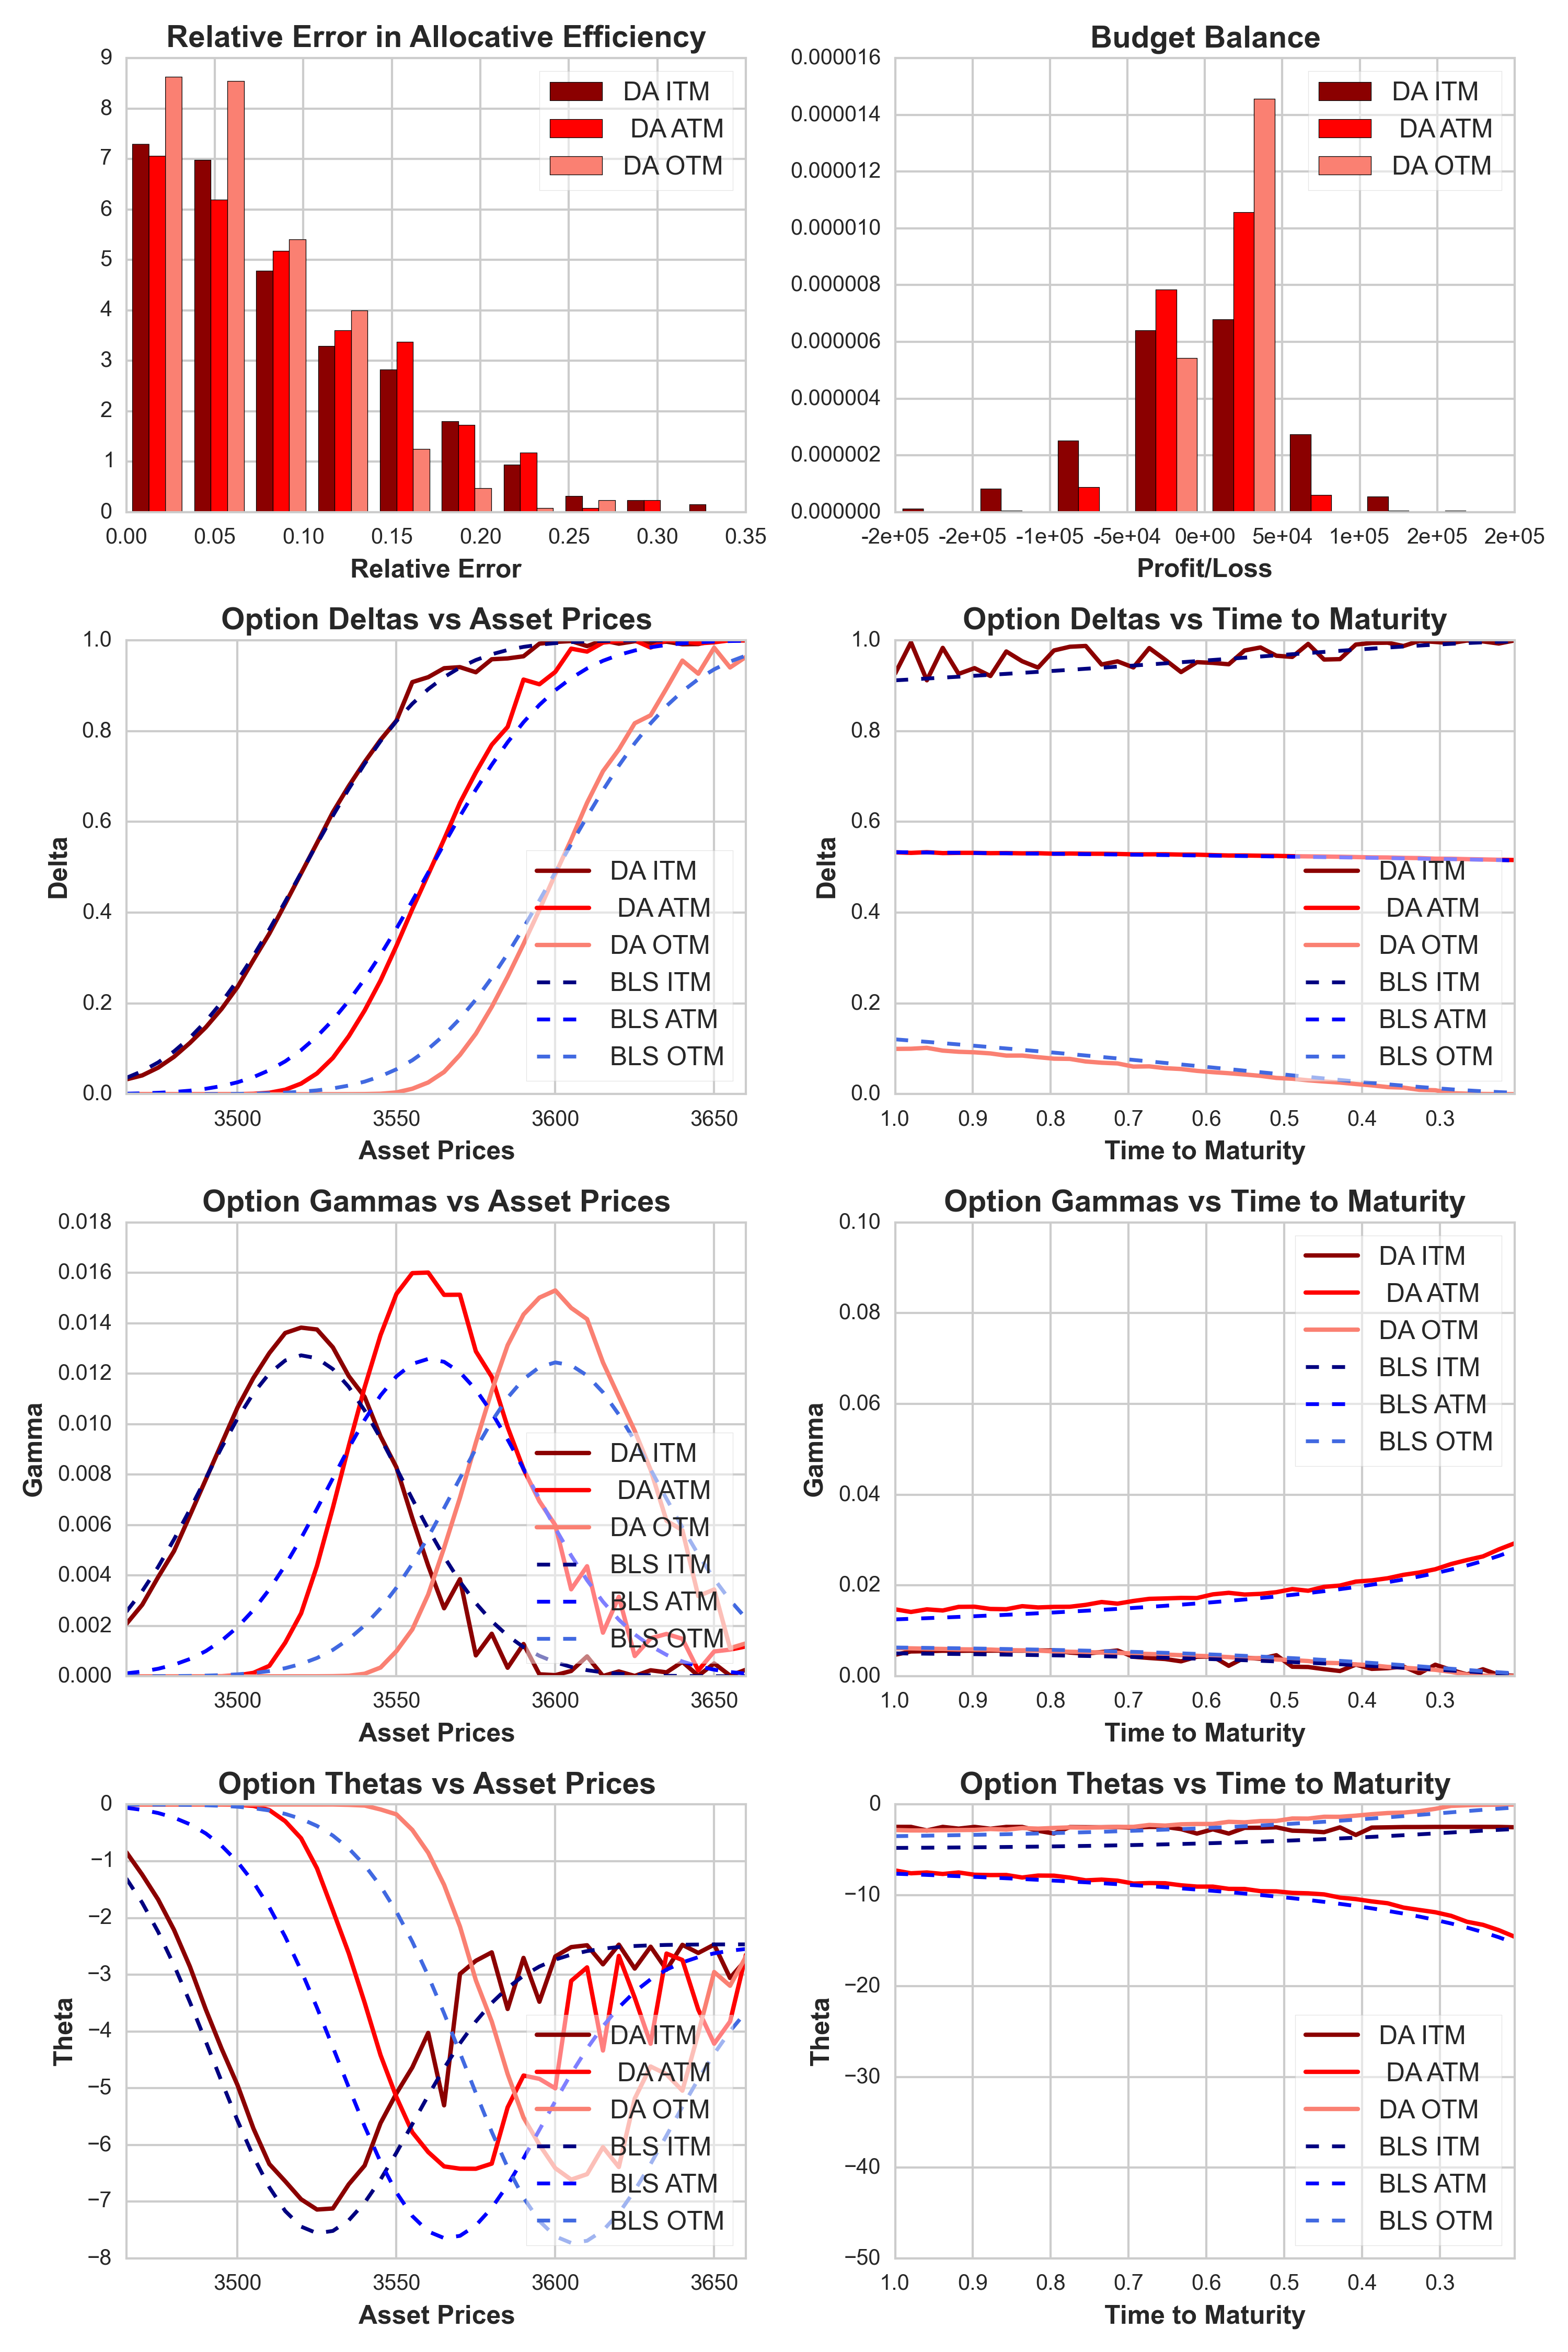 Relative Error in Allocative Efficiency
9
8
7
6
5
4
3
2
1
0
DA ITM
DA ATM
DA OTM
0.00 0.05 0.10 0.15 0.20 0.25 0.30 0.35
Relative Error
Budget Balance
0.000016
0.000014
0.000012
0.000010
0.000008
0.000006
0.000004
0.000002
0.000000
DA ITM
DA ATM
DA OTM
-2e+05 -2e+05 -1e+05 -5e+04 0e+00 5e+04 1e+05 2e+05 2e+05
Profit/Loss
Option Deltas vs Asset Prices
1.0
0.8
0.6
0.4
0.2
0.0
Delta
DA ITM
DA ATM
DA OTM
BLS ITM
BLS ATM
BLS OTM
3500 3550 3600 3650
Asset Prices
Option Deltas vs Time to Maturity
1.0
0.8
0.6
0.4
0.2
0.0
Delta
DA ITM
DA ATM
DA OTM
BLS ITM
BLS ATM
BLS OTM
1.0 0.9 0.8 0.7 0.6 0.5 0.4 0.3
Time to Maturity
Option Gammas vs Asset Prices
0.018
0.016
0.014
0.012
0.010
0.008
0.006
0.004
0.002
0.000
Gamma
DA ITM
DA ATM
DA OTM
BLS ITM
BLS ATM
BLS OTM
3500 3550 3600 3650
Asset Prices
Option Gammas vs Time to Maturity
0.10
0.08
0.06
0.04
0.02
0.00
Gamma
DA ITM
DA ATM
DA OTM
BLS ITM
BLS ATM
BLS OTM
1.0 0.9 0.8 0.7 0.6 0.5 0.4 0.3
Time to Maturity
Option Thetas vs Asset Prices
0
−1
−2
−3
−4
−5
−6
−7
−8
Theta
DA ITM
DA ATM
DA OTM
BLS ITM
BLS ATM
BLS OTM
3500 3550 3600 3650
Asset Prices
Option Thetas vs Time to Maturity
0
−10
−20
−30
−40
−50
Theta
DA ITM
DA ATM
DA OTM
BLS ITM
BLS ATM
BLS OTM
1.0 0.9 0.8 0.7 0.6 0.5 0.4 0.3
Time to Maturity